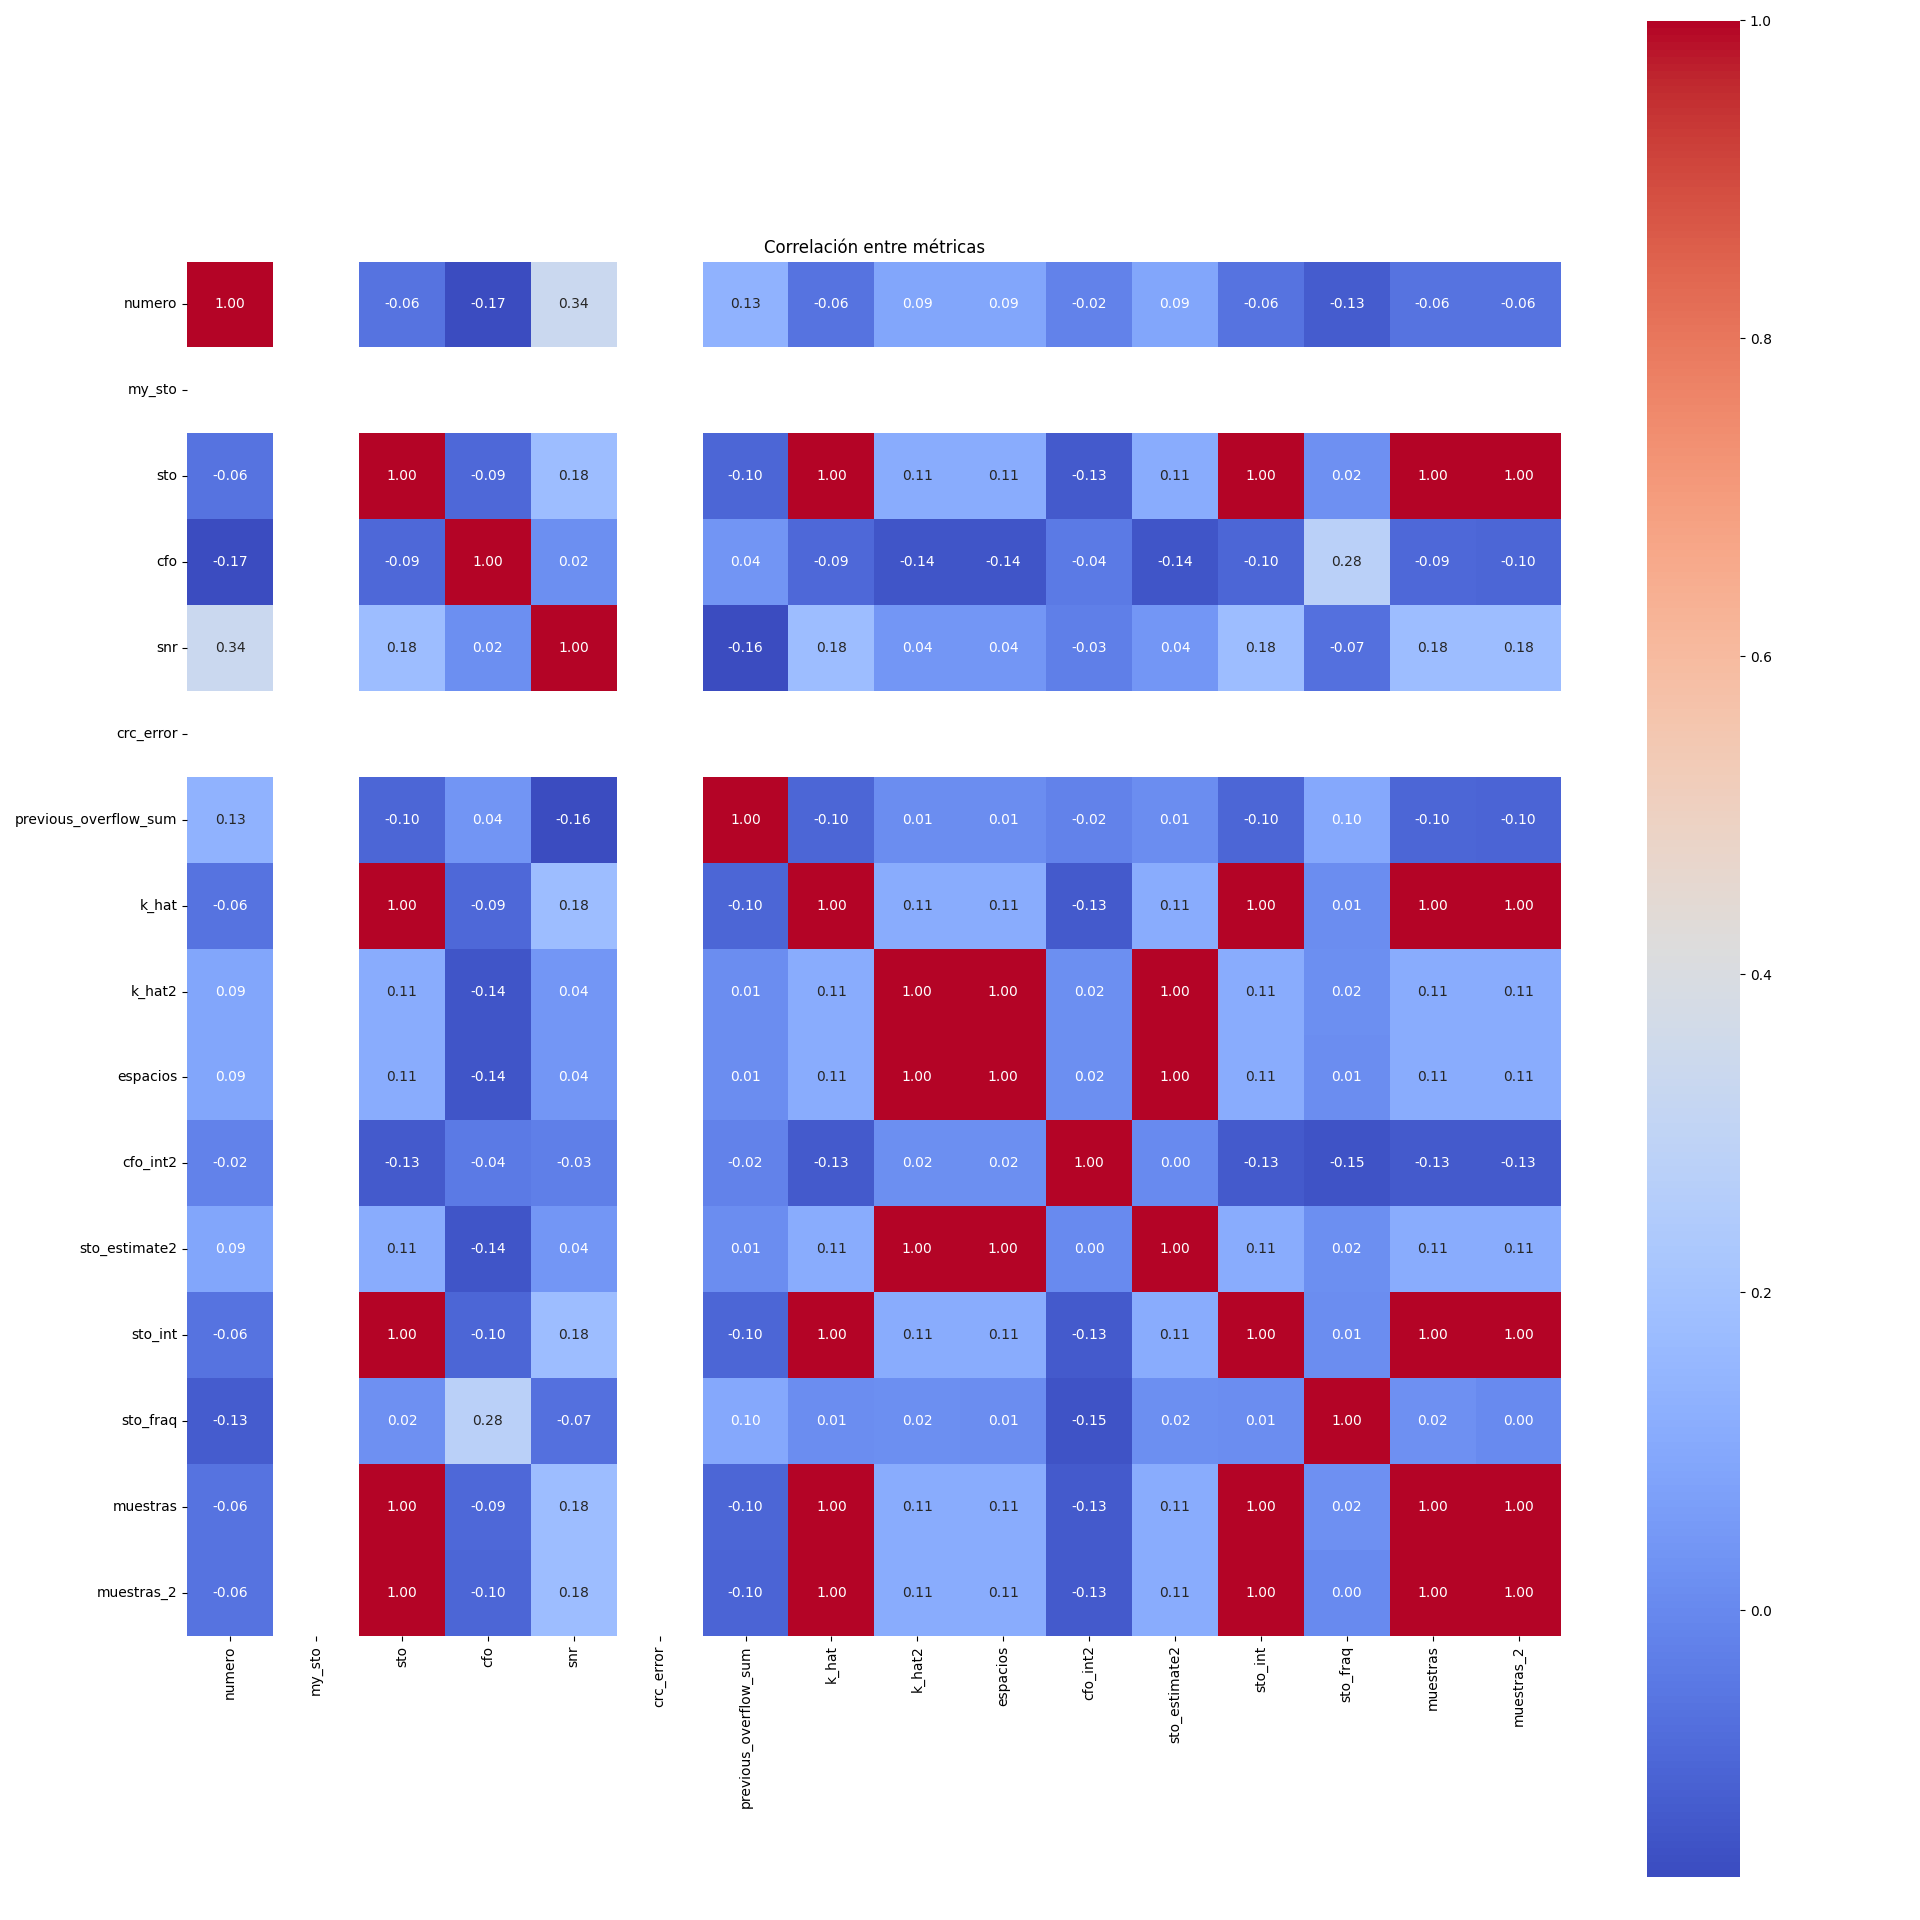 Correlación entre métricas
numero 1.00 -0.06 -0.17 0.34 0.13 -0.06 0.09 0.09 -0.02 0.09 -0.06 -0.13 -0.06 -0.06
my_sto
sto -0.06 1.00 -0.09 0.18 -0.10 1.00 0.11 0.11 -0.13 0.11 1.00 0.02 1.00 1.00
cfo -0.17 -0.09 1.00 0.02 0.04 -0.09 -0.14 -0.14 -0.04 -0.14 -0.10 0.28 -0.09 -0.10
snr 0.34 0.18 0.02 1.00 -0.16 0.18 0.04 0.04 -0.03 0.04 0.18 -0.07 0.18 0.18
crc_error
previous_overflow_sum 0.13 -0.10 0.04 -0.16 1.00 -0.10 0.01 0.01 -0.02 0.01 -0.10 0.10 -0.10 -0.10
k_hat -0.06 1.00 -0.09 0.18 -0.10 1.00 0.11 0.11 -0.13 0.11 1.00 0.01 1.00 1.00
k_hat2 0.09 0.11 -0.14 0.04 0.01 0.11 1.00 1.00 0.02 1.00 0.11 0.02 0.11 0.11
espacios 0.09 0.11 -0.14 0.04 0.01 0.11 1.00 1.00 0.02 1.00 0.11 0.01 0.11 0.11
cfo_int2 -0.02 -0.13 -0.04 -0.03 -0.02 -0.13 0.02 0.02 1.00 0.00 -0.13 -0.15 -0.13 -0.13
sto_estimate2 0.09 0.11 -0.14 0.04 0.01 0.11 1.00 1.00 0.00 1.00 0.11 0.02 0.11 0.11
sto_int -0.06 1.00 -0.10 0.18 -0.10 1.00 0.11 0.11 -0.13 0.11 1.00 0.01 1.00 1.00
sto_fraq -0.13 0.02 0.28 -0.07 0.10 0.01 0.02 0.01 -0.15 0.02 0.01 1.00 0.02 0.00
muestras -0.06 1.00 -0.09 0.18 -0.10 1.00 0.11 0.11 -0.13 0.11 1.00 0.02 1.00 1.00
muestras_2 -0.06 1.00 -0.10 0.18 -0.10 1.00 0.11 0.11 -0.13 0.11 1.00 0.00 1.00 1.00
numero
my_sto
sto
cfo
snr
crc_error
previous_overflow_sum
k_hat
k_hat2
espacios
cfo_int2
sto_estimate2
sto_int
sto_fraq
muestras
muestras_2
1.0
0.8
0.6
0.4
0.2
0.0